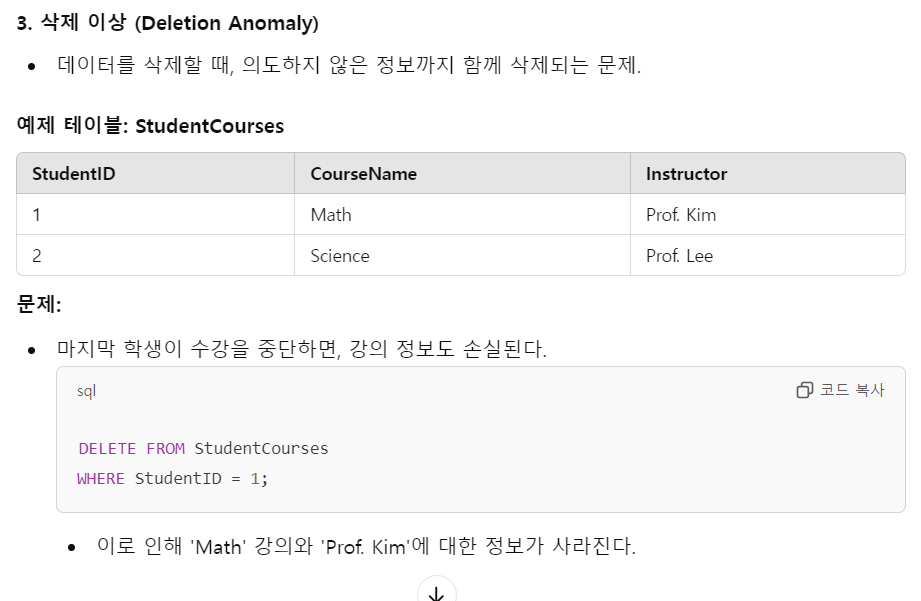 3. 삭제 이상 (Deletion Anomaly)
• 데이터를 삭제할 때, 의도하지 않은 정보까지 함께 삭제되는 문제.
예제 테이블: StudentCourses
StudentID CourseName Instructor
1 Math Prof. Kim
2 Science Prof. Lee
문제:
• 마지막 학생이 수강을 중단하면, 강의 정보도 손실된다.
sql 코드 복사
DELETE FROM StudentCourses
WHERE StudentID = 1;
• 이로 인해 'Math' 강의와 'Prof. Kim'에 대한 정보가 사라진다.